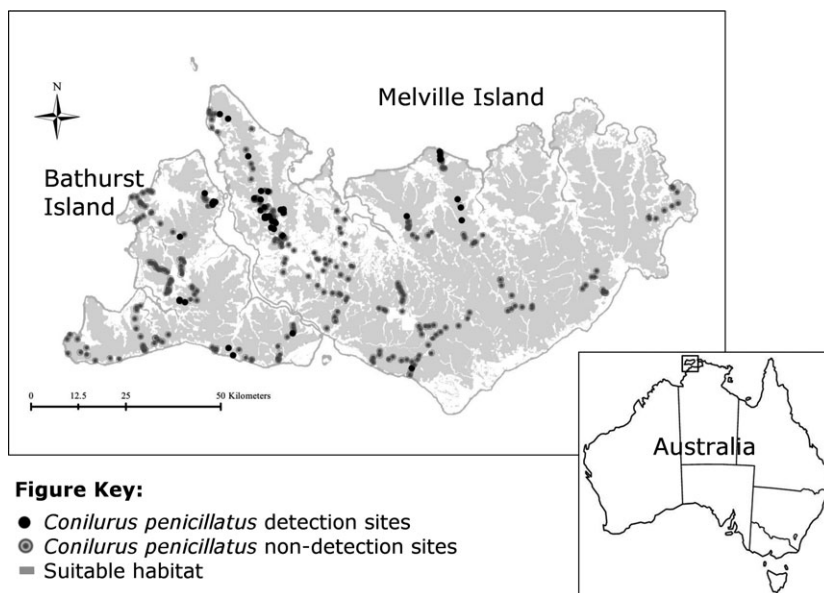 Melville Island
N
Bathurst
Island
0 12.5 25 50 Kilometers
Australia
Figure Key:
Conilurus penicillatus detection sites
Conilurus penicillatus non-detection sites
Suitable habitat